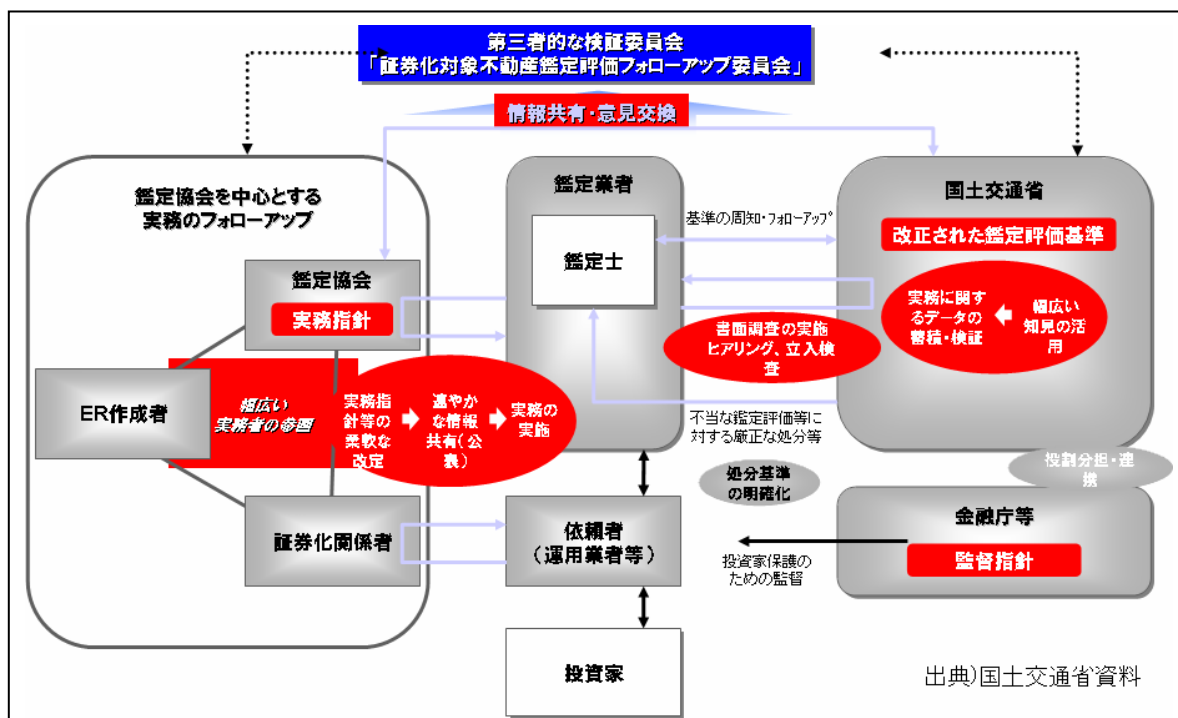 第三者的な検証委員会
「証券化対象不動産鑑定評価フォローアップ委員会」
情報共有・意見交換
鑑定協会を中心とする
実務のフォローアップ
鑑定協会
実務指針
ER作成者
幅広い
実務者の参画
実務指
針等の
柔軟な
改定
速やか
な情報
共有(公
表)
実務の
実施
証券化関係者
鑑定業者
鑑定士
基準の周知・フォローアップ
書面調査の実施
ヒアリング、立入検
査
不当な鑑定評価等に
対する厳正な処分等
処分基準
の明確化
国土交通省
改正された鑑定評価基準
実務に関す
るデータの
蓄積・検証
幅広い
知見の活
用
役割分担・連
携
金融庁等
監督指針
投資家保護の
ための監督
依頼者
(運用業者等)
投資家
出典)国土交通省資料